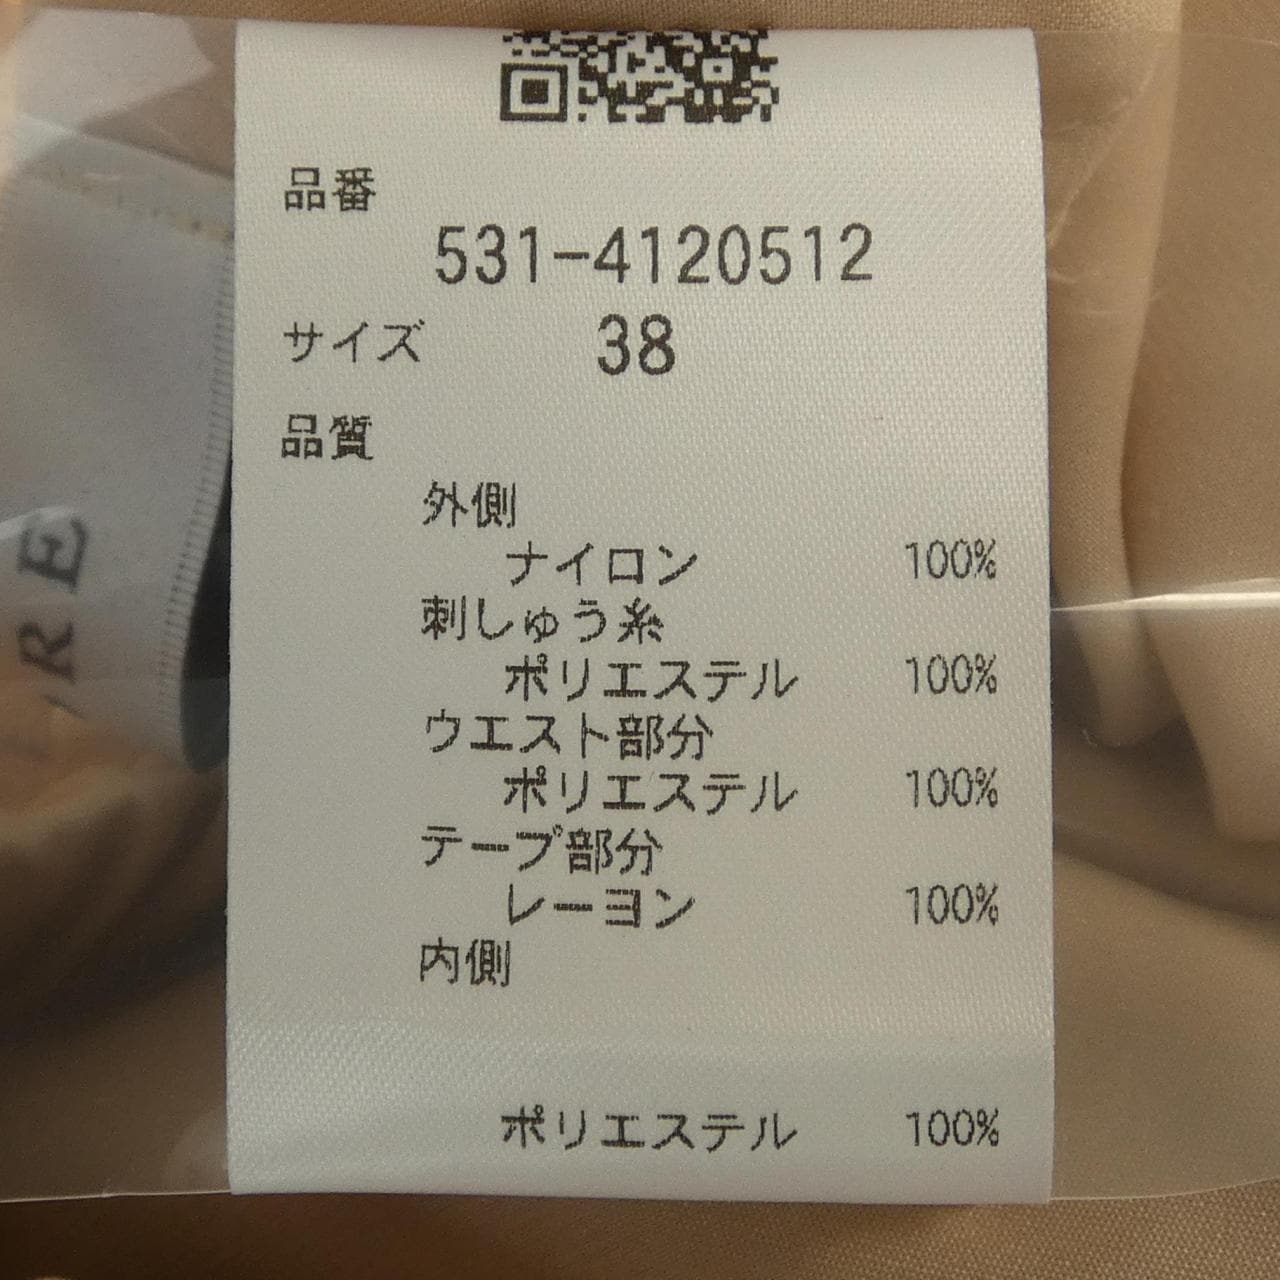 品番
531-4120512
サイズ 38
品質
外側
ナイロン 100%
刺しゅう糸
ポリエステル 100%
ウエスト部分
ポリエステル 100%
テープ部分
レーヨン 100%
内側
ポリエステル 100%
RE